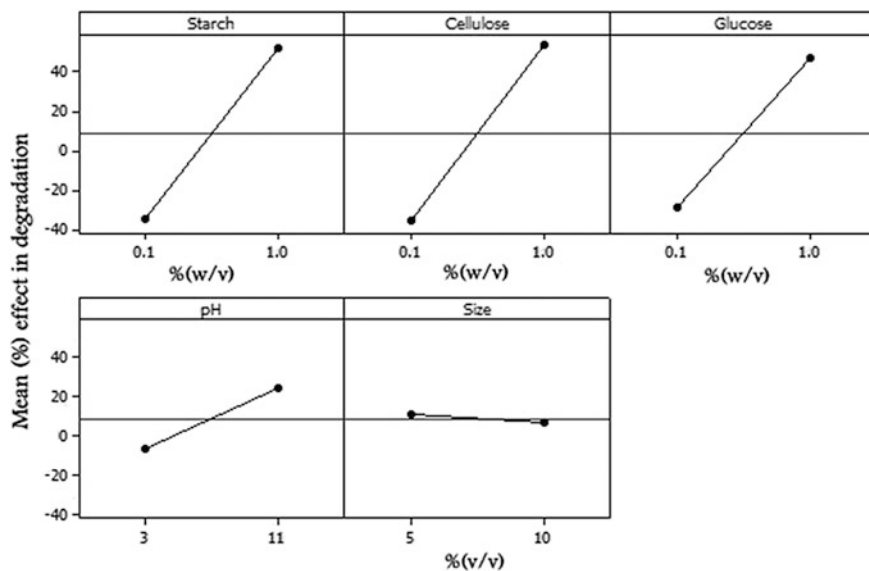 Mean (%) effect in degradation
Starch Cellulose Glucose
40
20
0
-20
-40
0.1 1.0 0.1 1.0 0.1 1.0
%(w/v) %(w/v) %(w/v)
pH Size
40
20
0
-20
-40
3 11 5 10
%(v/v)